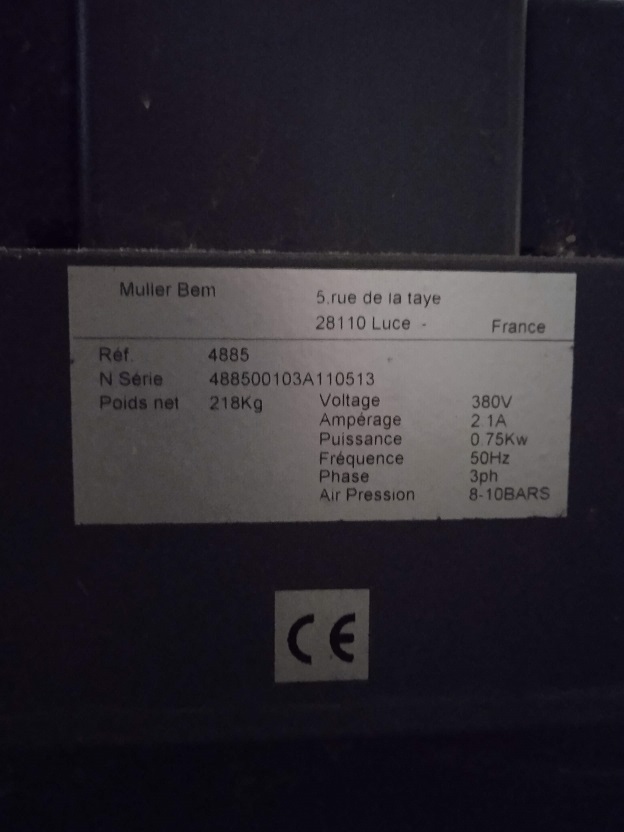 Muller Bem
5.rue de la taye
28110 Luce - France
Réf. 4885
N Série 488500103A110513
Poids net 218Kg
Voltage 380V
Ampérage 2.1A
Puissance 0.75Kw
Fréquence 50Hz
Phase 3ph
Air Pression 8-10BARS
CE